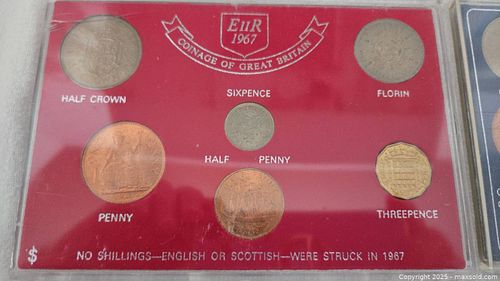 EIIR
1967
COINAGE OF GREAT BRITAIN
HALF CROWN
SIXPENCE
FLORIN
HALF PENNY
PENNY
THREEPENCE
$
NO SHILLINGS—ENGLISH OR SCOTTISH—WERE STRUCK IN 1967
Copyright 2025 - maxsold.com